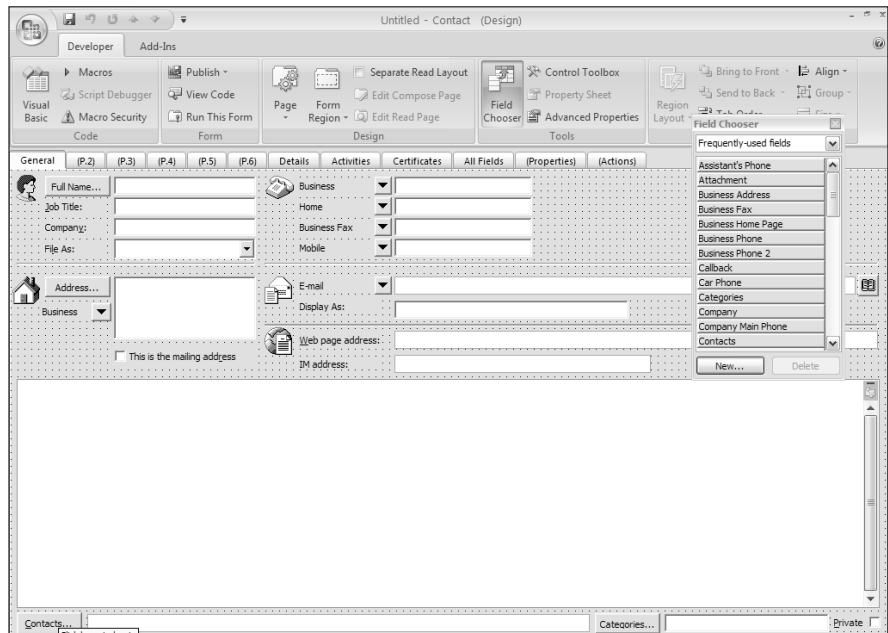 Untitled - Contact (Design)
Developer Add-Ins
Macros Publish Separate Read Layout Control Toolbox Bring to Front Align
Script Debugger View Code Edit Compose Page Property Sheet Send to Back Group
Visual Basic Macro Security Run This Form Page Form Region Edit Read Page Field Chooser Advanced Properties Region Layout Tab Order
Code Form Design Tools
Field Chooser
Frequently-used fields
General (P.2) (P.3) (P.4) (P.5) (P.6) Details Activities Certificates All Fields (Properties) (Actions)
Assistant's Phone
Attachment
Business Address
Business Fax
Business Home Page
Business Phone
Business Phone 2
Callback
Car Phone
Categories
Company
Company Main Phone
Contacts
New... Delete
Full Name... Business
Job Title: Home
Company: Business Fax
File As: Mobile
Address... E-mail
Business Display As:
Web page address:
This is the mailing address
IM address:
Contacts... Categories... Private